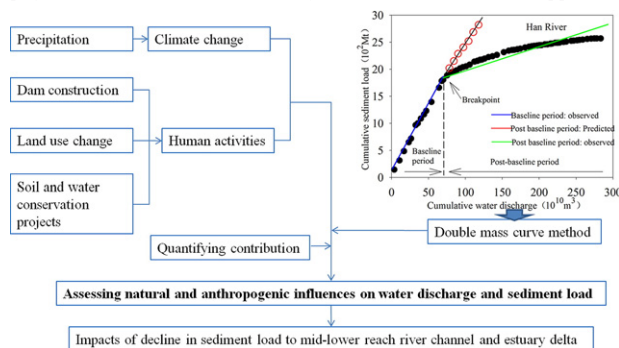 Precipitation
Climate change
Dam construction
Land use change
Human activities
Soil and water
conservation
projects
Quantifying contribution
30
25
20
15
10
5
0
Cumulative sediment load (10²Mt)
Han River
Breakpoint
Baseline period: observed
Post baseline period: Predicted
Post baseline period: observed
Baseline
period
Post-baseline period
0 50 100 150 200 250 300
Cumulative water discharge (10¹⁰m³)
Double mass curve method
Assessing natural and anthropogenic influences on water discharge and sediment load
Impacts of decline in sediment load to mid-lower reach river channel and estuary delta